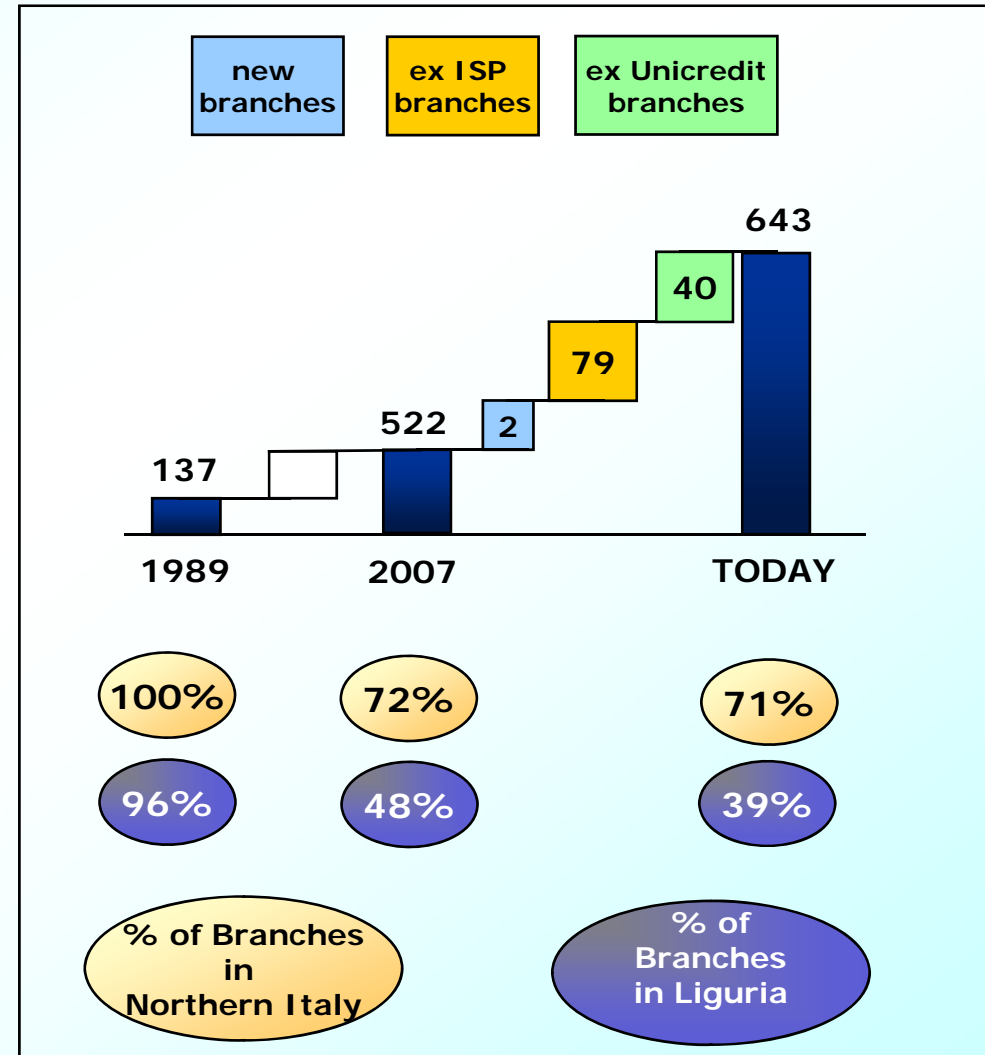 new
branches
ex ISP
branches
ex Unicredit
branches
643
40
79
522
2
137
1989
2007
TODAY
100%
72%
71%
96%
48%
39%
% of Branches
in
Northern Italy
% of
Branches
in Liguria